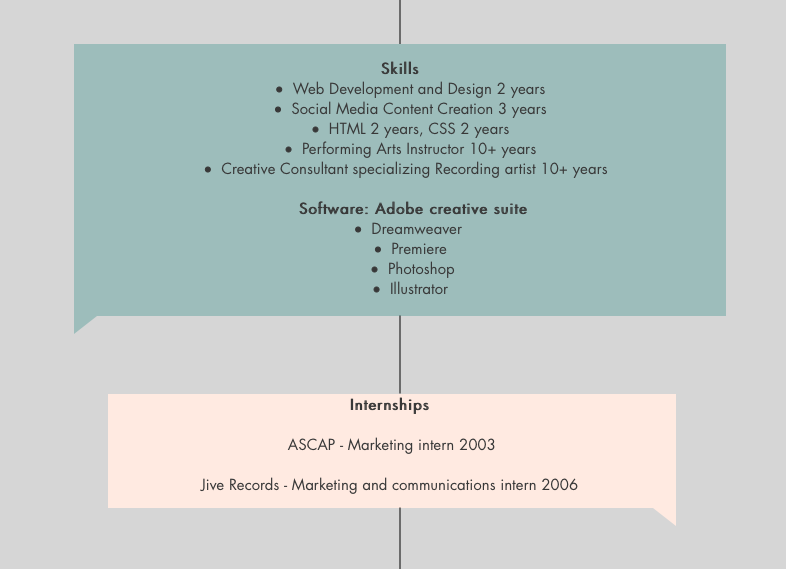 Skills
● Web Development and Design 2 years
● Social Media Content Creation 3 years
● HTML 2 years, CSS 2 years
● Performing Arts Instructor 10+ years
● Creative Consultant specializing Recording artist 10+ years
Software: Adobe creative suite
● Dreamweaver
● Premiere
● Photoshop
● Illustrator
Internships
ASCAP - Marketing intern 2003
Jive Records - Marketing and communications intern 2006